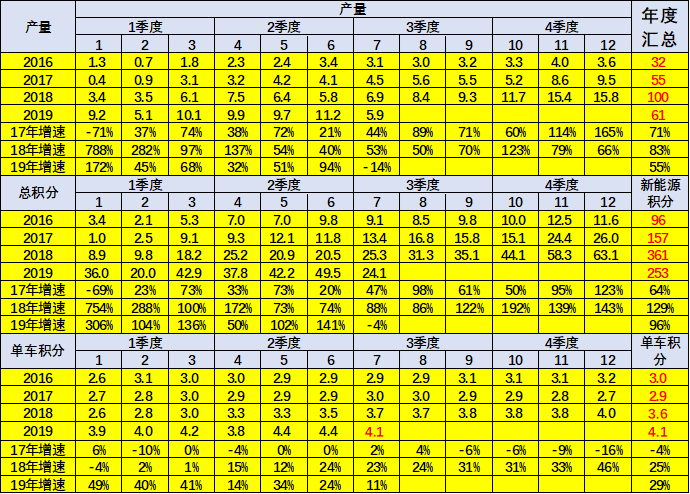 产量 产量 年度汇总
1季度 2季度 3季度 4季度
1 2 3 4 5 6 7 8 9 10 11 12
2016 1.3 0.7 1.8 2.3 2.4 3.4 3.1 3.0 3.2 3.3 4.0 3.6 32
2017 0.4 0.9 3.1 3.2 4.2 4.1 4.5 5.6 5.5 5.2 8.6 9.5 55
2018 3.4 3.5 6.1 7.5 6.4 5.8 6.9 8.4 9.3 11.7 15.4 15.8 100
2019 9.2 5.1 10.1 9.9 9.7 11.2 5.9 61
17年增速 -71% 37% 74% 38% 72% 21% 44% 89% 71% 60% 114% 165% 71%
18年增速 788% 282% 97% 137% 54% 40% 53% 50% 70% 123% 79% 66% 83%
19年增速 172% 45% 68% 32% 51% 94% -14% 55%
总积分 1季度 2季度 3季度 4季度 新能源积分
1 2 3 4 5 6 7 8 9 10 11 12
2016 3.4 2.1 5.3 7.0 7.0 9.8 9.1 8.5 9.8 10.0 12.5 11.6 96
2017 1.0 2.5 9.1 9.3 12.1 11.8 13.4 16.8 15.8 15.1 24.4 26.0 157
2018 8.9 9.8 18.2 25.2 20.9 20.5 25.3 31.3 35.1 44.1 58.3 63.1 361
2019 36.0 20.0 42.9 37.8 42.2 49.5 24.1 253
17年增速 -69% 23% 73% 33% 73% 20% 47% 98% 61% 50% 95% 123% 64%
18年增速 754% 288% 100% 172% 73% 74% 88% 86% 122% 192% 139% 143% 129%
19年增速 306% 104% 136% 50% 102% 141% -4% 96%
单车积分 1季度 2季度 3季度 4季度 单车积分
1 2 3 4 5 6 7 8 9 10 11 12
2016 2.6 3.1 3.0 3.0 2.9 2.9 2.9 2.9 3.1 3.1 3.1 3.2 3.0
2017 2.7 2.8 3.0 2.9 2.9 2.9 3.0 3.0 2.9 2.9 2.8 2.7 2.9
2018 2.6 2.8 3.0 3.3 3.3 3.5 3.7 3.7 3.8 3.8 3.8 4.0 3.6
2019 3.9 4.0 4.2 3.8 4.4 4.4 4.1 4.1
17年增速 6% -10% 0% -4% 0% 0% 2% 4% -6% -6% -9% -16% -4%
18年增速 -4% 2% 1% 15% 12% 24% 23% 24% 31% 31% 33% 46% 25%
19年增速 49% 40% 41% 14% 34% 24% 11% 29%